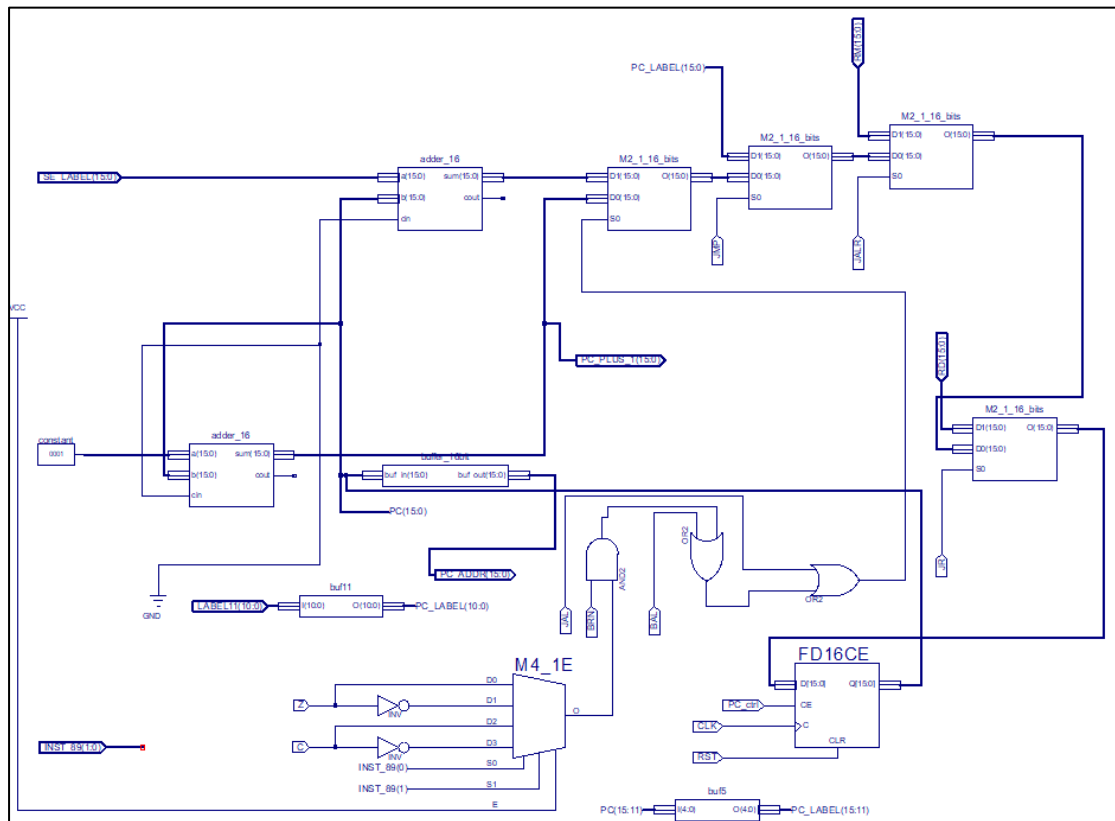 RM(15:0)
PC_LABEL(15:0)
M2_1_16_bits
D1(15:0) O(15:0)
D0(15:0)
S0
JALR
M2_1_16_bits
D1(15:0) O(15:0)
D0(15:0)
S0
JMP
M2_1_16_bits
D1(15:0) O(15:0)
D0(15:0)
S0
adder_16
SE_LABEL(15:0)
a(15:0) sum(15:0)
b(15:0) cout
cin
VCC
PC_PLUS_1(15:0)
RD(15:0)
M2_1_16_bits
D1(15:0) O(15:0)
D0(15:0)
S0
JR
constant
0001
adder_16
a(15:0) sum(15:0)
b(15:0) cout
cin
buffer_16bit
buf_in(15:0) buf_out(15:0)
PC(15:0)
PC_ADDR(15:0)
GND
buf11
LABEL11(10:0) I(10:0) O(10:0) PC_LABEL(10:0)
AND2
OR2
OR2
JAL
BRN
BAL
M4_1E
Z INV D0
D1
C INV D2
D3
O
INST_89(0) S0
INST_89(1) S1
E
INST_89(1:0)
FD16CE
D(15:0) Q(15:0)
PC_ctrl CE
CLK C
RST CLR
buf5
PC(15:11) I(4:0) O(4:0) PC_LABEL(15:11)